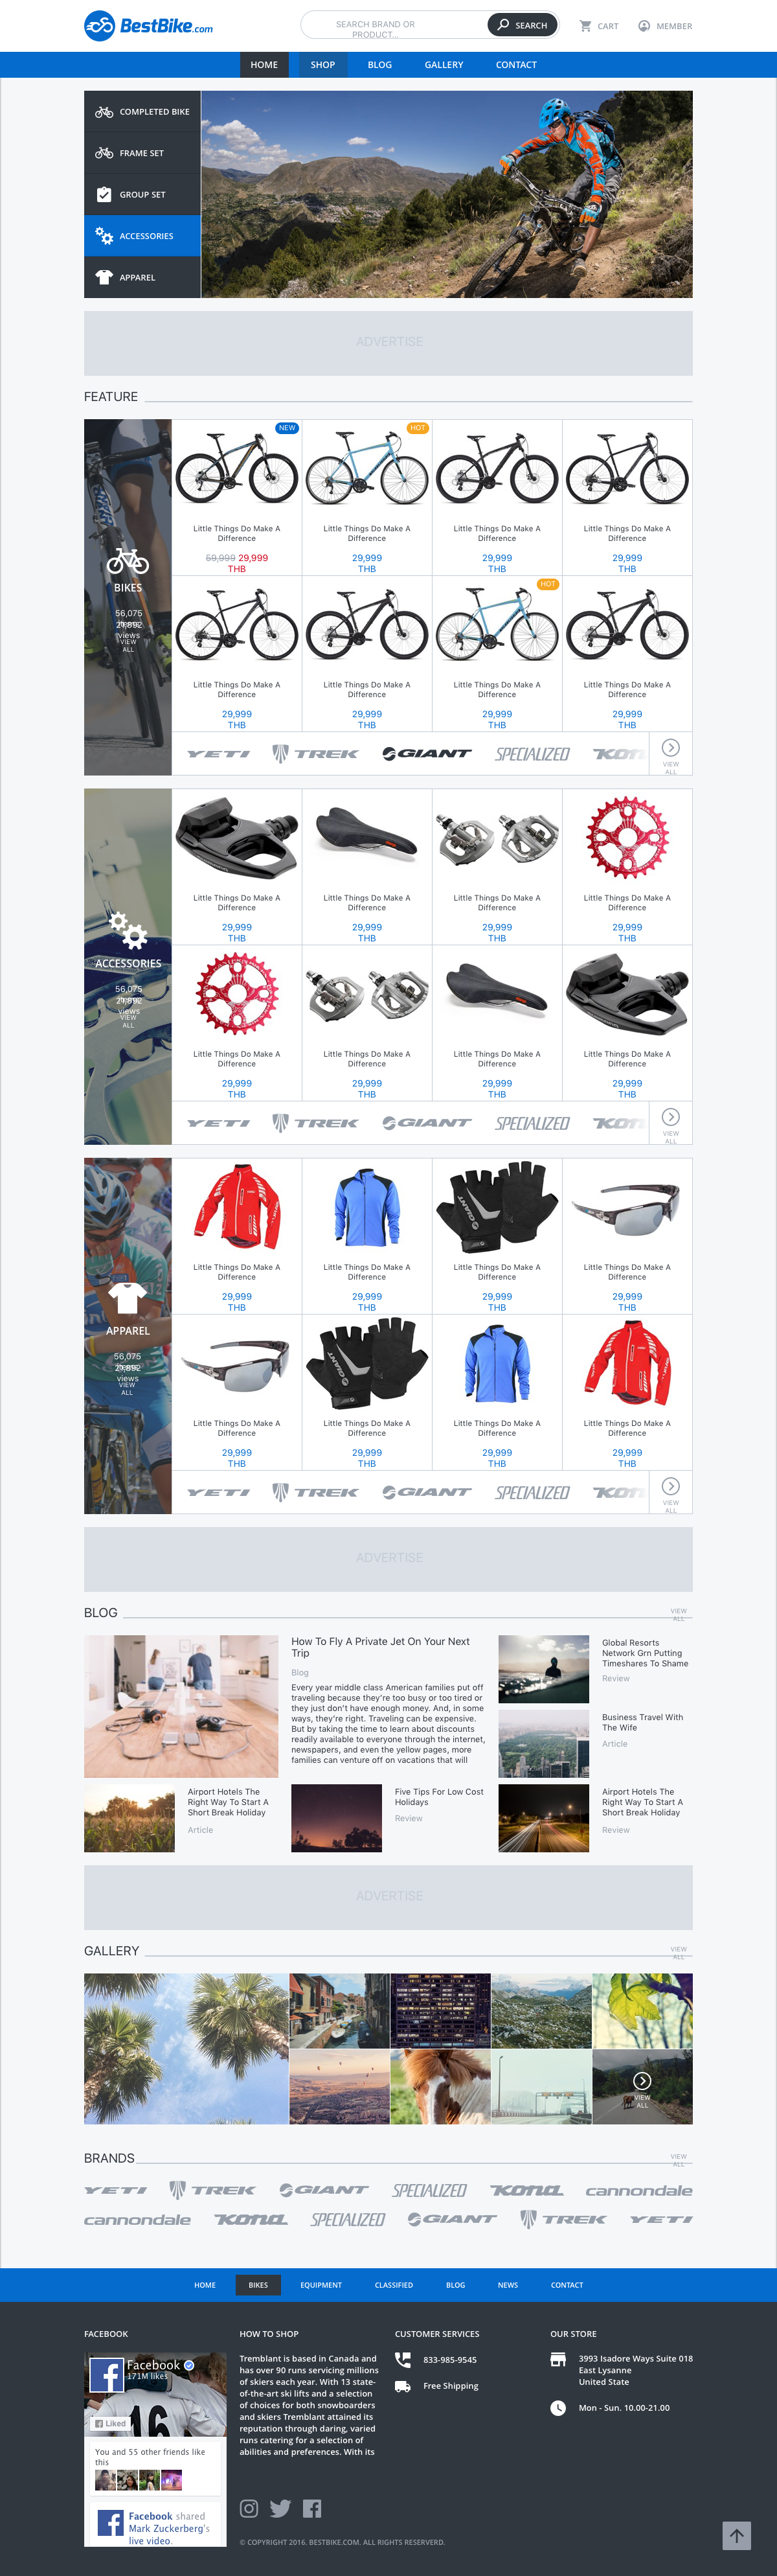 BestBike.com
SEARCH BRAND OR
PRODUCT...
SEARCH
CART
MEMBER
HOME
SHOP
BLOG
GALLERY
CONTACT
COMPLETED BIKE
FRAME SET
GROUP SET
ACCESSORIES
APPAREL
ADVERTISE
FEATURE
BIKES
56,075
21,892
views
VIEW
ALL
NEW
Little Things Do Make A
Difference
59,999 29,999
THB
HOT
Little Things Do Make A
Difference
29,999
THB
Little Things Do Make A
Difference
29,999
THB
Little Things Do Make A
Difference
29,999
THB
Little Things Do Make A
Difference
29,999
THB
Little Things Do Make A
Difference
29,999
THB
HOT
Little Things Do Make A
Difference
29,999
THB
Little Things Do Make A
Difference
29,999
THB
YETI
TREK
GIANT
SPECIALIZED
KON
VIEW
ALL
ACCESSORIES
56,075
21,892
views
VIEW
ALL
Little Things Do Make A
Difference
29,999
THB
Little Things Do Make A
Difference
29,999
THB
Little Things Do Make A
Difference
29,999
THB
Little Things Do Make A
Difference
29,999
THB
Little Things Do Make A
Difference
29,999
THB
Little Things Do Make A
Difference
29,999
THB
Little Things Do Make A
Difference
29,999
THB
Little Things Do Make A
Difference
29,999
THB
YETI
TREK
GIANT
SPECIALIZED
KON
VIEW
ALL
APPAREL
56,075
21,892
views
VIEW
ALL
Little Things Do Make A
Difference
29,999
THB
Little Things Do Make A
Difference
29,999
THB
GIANT
Little Things Do Make A
Difference
29,999
THB
Little Things Do Make A
Difference
29,999
THB
Little Things Do Make A
Difference
29,999
THB
GIANT
Little Things Do Make A
Difference
29,999
THB
Little Things Do Make A
Difference
29,999
THB
Little Things Do Make A
Difference
29,999
THB
YETI
TREK
GIANT
SPECIALIZED
KON
VIEW
ALL
ADVERTISE
BLOG
VIEW
ALL
How To Fly A Private Jet On Your Next
Trip
Blog
Every year middle class American families put off
traveling because they're too busy or too tired or
they just don't have enough money. And, in some
ways, they're right. Traveling can be expensive.
But by taking the time to learn about discounts
readily available to everyone through the internet,
newspapers, and even the yellow pages, more
families can venture off on vacations that will
Global Resorts
Network Grn Putting
Timeshares To Shame
Review
Business Travel With
The Wife
Article
Airport Hotels The
Right Way To Start A
Short Break Holiday
Article
Five Tips For Low Cost
Holidays
Review
Airport Hotels The
Right Way To Start A
Short Break Holiday
Review
ADVERTISE
GALLERY
VIEW
ALL
VIEW
ALL
BRANDS
VIEW
ALL
YETI
TREK
GIANT
SPECIALIZED
KONA
cannondale
cannondale
KONA
SPECIALIZED
GIANT
TREK
YETI
HOME
BIKES
EQUIPMENT
CLASSIFIED
BLOG
NEWS
CONTACT
FACEBOOK
Facebook
171M likes
16
Liked
You and 55 other friends like
this
Facebook shared
Mark Zuckerberg's
live video.
HOW TO SHOP
Tremblant is based in Canada and
has over 90 runs servicing millions
of skiers each year. With 13 state-
of-the-art ski lifts and a selection
of choices for both snowboarders
and skiers Tremblant attained its
reputation through daring, varied
runs catering for a selection of
abilities and preferences. With its
CUSTOMER SERVICES
833-985-9545
Free Shipping
OUR STORE
3993 Isadore Ways Suite 018
East Lysanne
United State
Mon - Sun. 10.00-21.00
© COPYRIGHT 2016. BESTBIKE.COM. ALL RIGHTS RESERVERD.